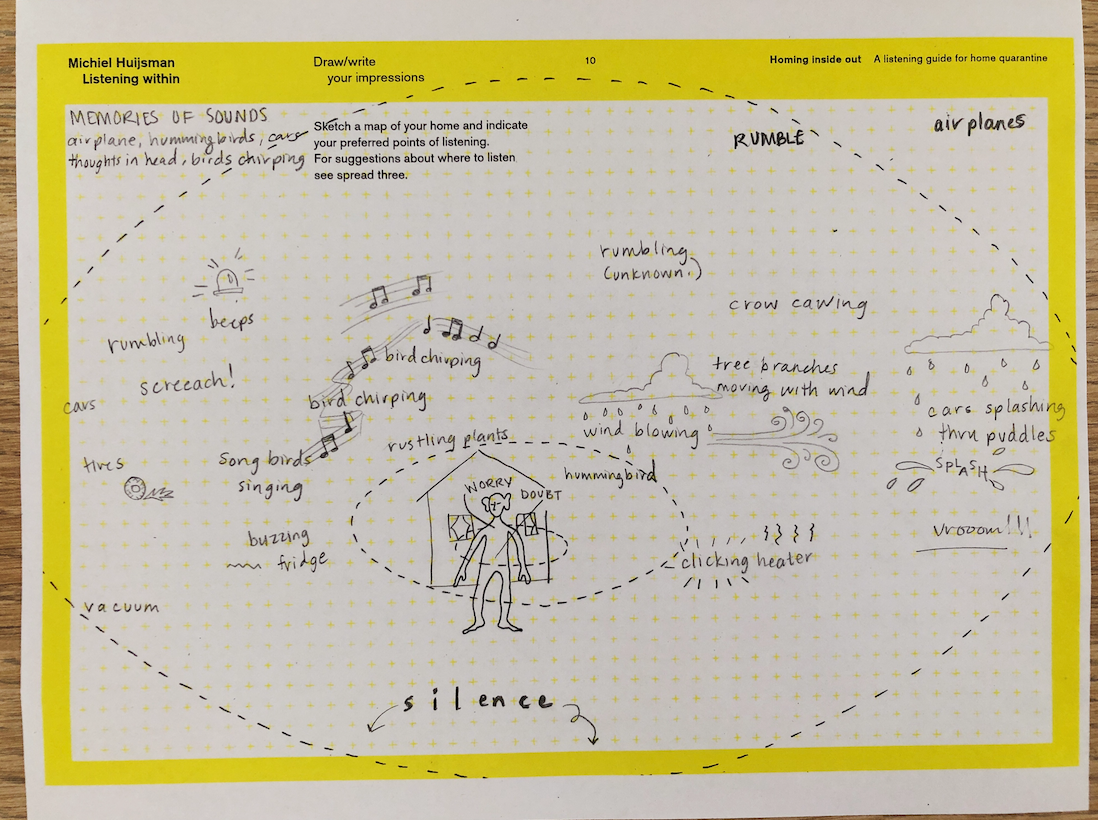 Michiel Huijsman
Listening within
Draw/write
your impressions
10
Homing inside out A listening guide for home quarantine
MEMORIES OF SOUNDS
airplane, hummingbirds, cars
thoughts in head, birds chirping
Sketch a map of your home and indicate
your preferred points of listening.
For suggestions about where to listen
see spread three.
RUMBLE
airplanes
rumbling
(unknown.)
crow cawing
beeps
rumbling
screeach!
cars
bird chirping
bird chirping
tree branches
moving with wind
wind blowing
cars splashing
thru puddles
SPLASH
rustling plants
tires
song birds
singing
hummingbird
WORRY
DOUBT
vrooom!!!
buzzing
fridge
clicking heater
vacuum
silence